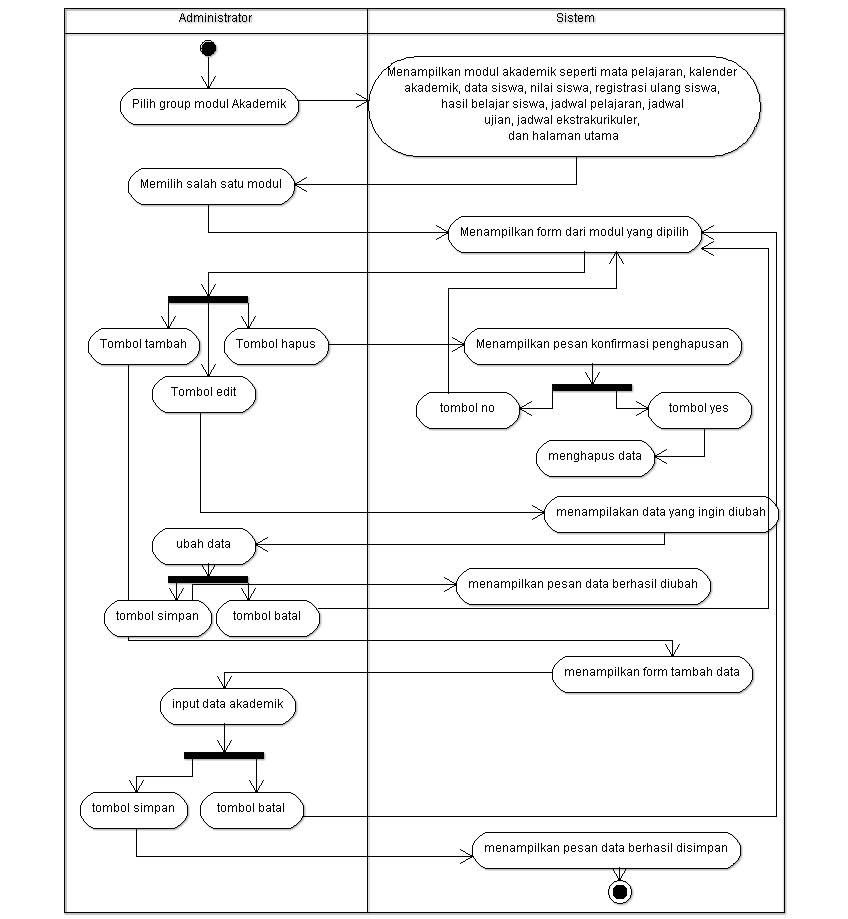 Administrator
Sistem
Pilih group modul Akademik
Menampilkan modul akademik seperti mata pelajaran, kalender
akademik, data siswa, nilai siswa, registrasi ulang siswa,
hasil belajar siswa, jadwal pelajaran, jadwal
ujian, jadwal ekstrakurikuler,
dan halaman utama
Memilih salah satu modul
Menampilkan form dari modul yang dipilih
Tombol tambah
Tombol hapus
Menampilkan pesan konfirmasi penghapusan
Tombol edit
tombol no
tombol yes
menghapus data
menampilakan data yang ingin diubah
ubah data
menampilkan pesan data berhasil diubah
tombol simpan
tombol batal
menampilkan form tambah data
input data akademik
tombol simpan
tombol batal
menampilkan pesan data berhasil disimpan